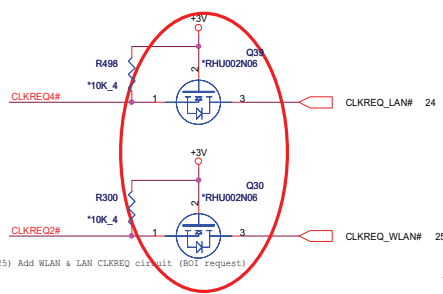 +3V
R498
Q39
*RHU002N06
2
*10K_4
CLKREQ4#
1
3
CLKREQ_LAN# 24
+3V
R300
Q30
*RHU002N06
2
*10K_4
CLKREQ2#
1
3
CLKREQ_WLAN# 25
25) Add WLAN & LAN CLKREQ circuit (BOI request)